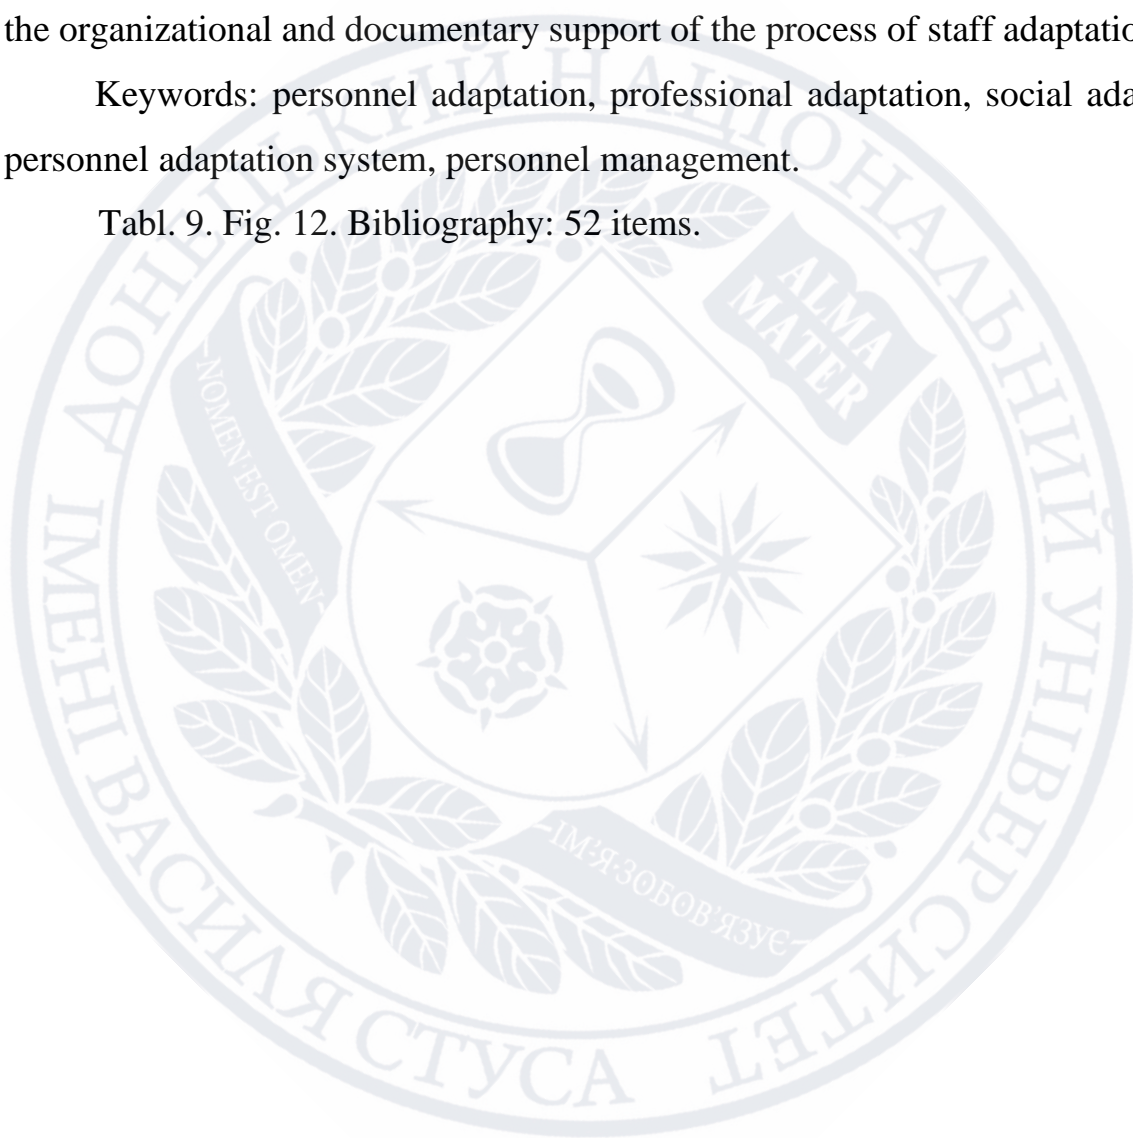 the organizational and documentary support of the process of staff adaptatio
Keywords: personnel adaptation, professional adaptation, social ada
personnel adaptation system, personnel management.
Tabl. 9. Fig. 12. Bibliography: 52 items.
ДОНЕЦЬКИЙ НАЦІОНАЛЬНИЙ УНІВЕРСИТЕТ
ІМЕНІ ВАСИЛЯ СТУСА
ALMA
MATER
NOMEN·EST OMEN
ІМ'Я·ЗОБОВ'ЯЗУЄ